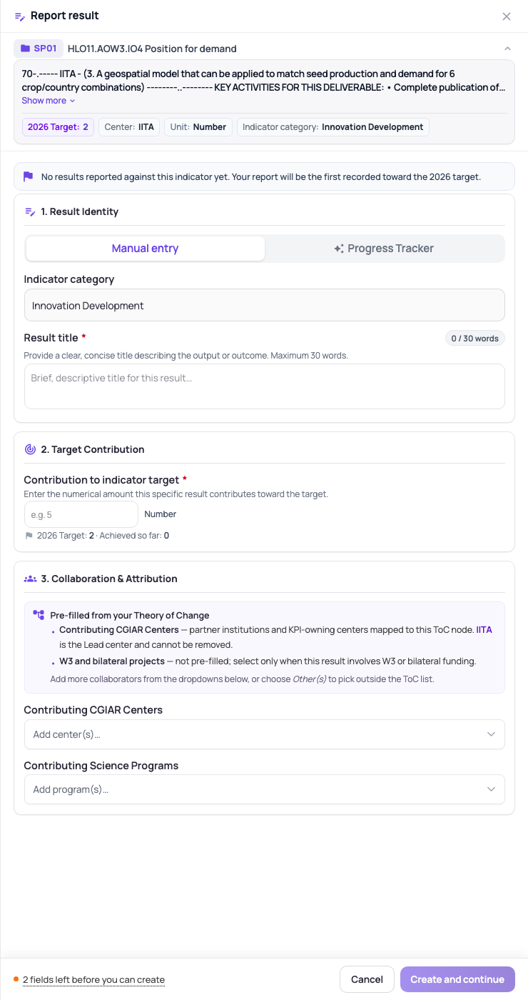 Report result
SP01 HLO11.AOW3.IO4 Position for demand
70-.----- IITA - (3. A geospatial model that can be applied to match seed production and demand for 6
crop/country combinations) --------..-------- KEY ACTIVITIES FOR THIS DELIVERABLE: • Complete publication of...
Show more
2026 Target: 2 Center: IITA Unit: Number Indicator category: Innovation Development
No results reported against this indicator yet. Your report will be the first recorded toward the 2026 target.
1. Result Identity
Manual entry Progress Tracker
Indicator category
Innovation Development
Result title * 0 / 30 words
Provide a clear, concise title describing the output or outcome. Maximum 30 words.
Brief, descriptive title for this result...
2. Target Contribution
Contribution to indicator target *
Enter the numerical amount this specific result contributes toward the target.
e.g. 5 Number
2026 Target: 2 · Achieved so far: 0
3. Collaboration & Attribution
Pre-filled from your Theory of Change
• Contributing CGIAR Centers — partner institutions and KPI-owning centers mapped to this ToC node. IITA
is the Lead center and cannot be removed.
• W3 and bilateral projects — not pre-filled; select only when this result involves W3 or bilateral funding.
Add more collaborators from the dropdowns below, or choose Other(s) to pick outside the ToC list.
Contributing CGIAR Centers
Add center(s)...
Contributing Science Programs
Add program(s)...
2 fields left before you can create Cancel Create and continue